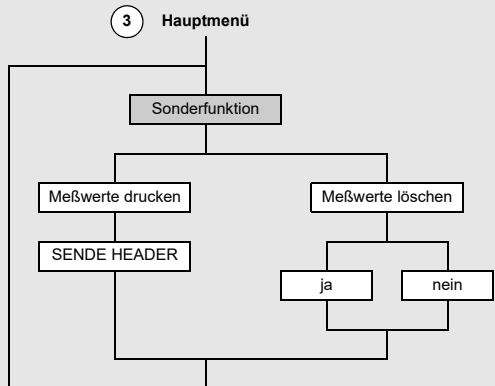 3 Hauptmenü
Sonderfunktion
Meßwerte drucken
Meßwerte löschen
SENDE HEADER
ja
nein